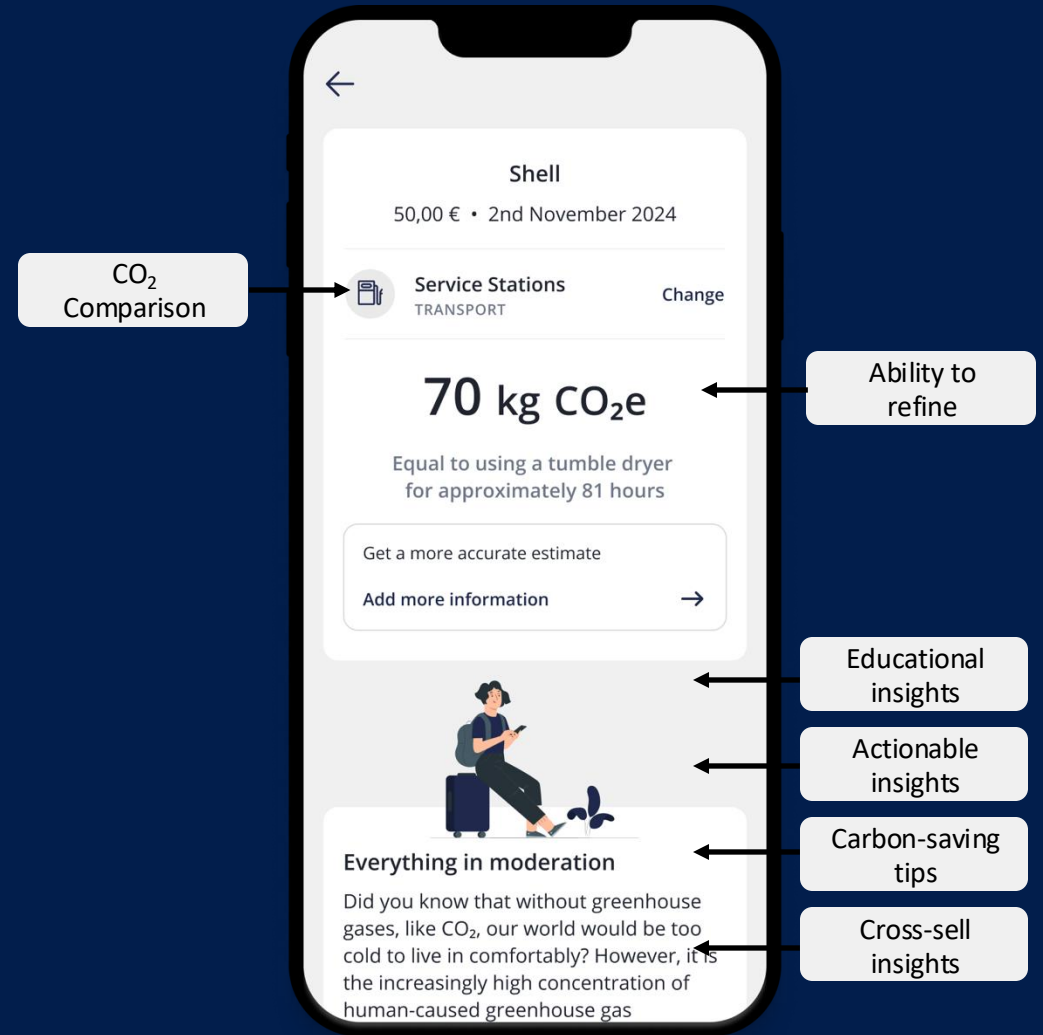 Shell
50,00 € • 2nd November 2024
CO₂
Comparison
Service Stations
TRANSPORT
Change
70 kg CO₂e
Ability to
refine
Equal to using a tumble dryer
for approximately 81 hours
Get a more accurate estimate
Add more information
Educational
insights
Actionable
insights
Carbon-saving
tips
Cross-sell
insights
Everything in moderation
Did you know that without greenhouse
gases, like CO₂, our world would be too
cold to live in comfortably? However, it is
the increasingly high concentration of
human-caused greenhouse gas